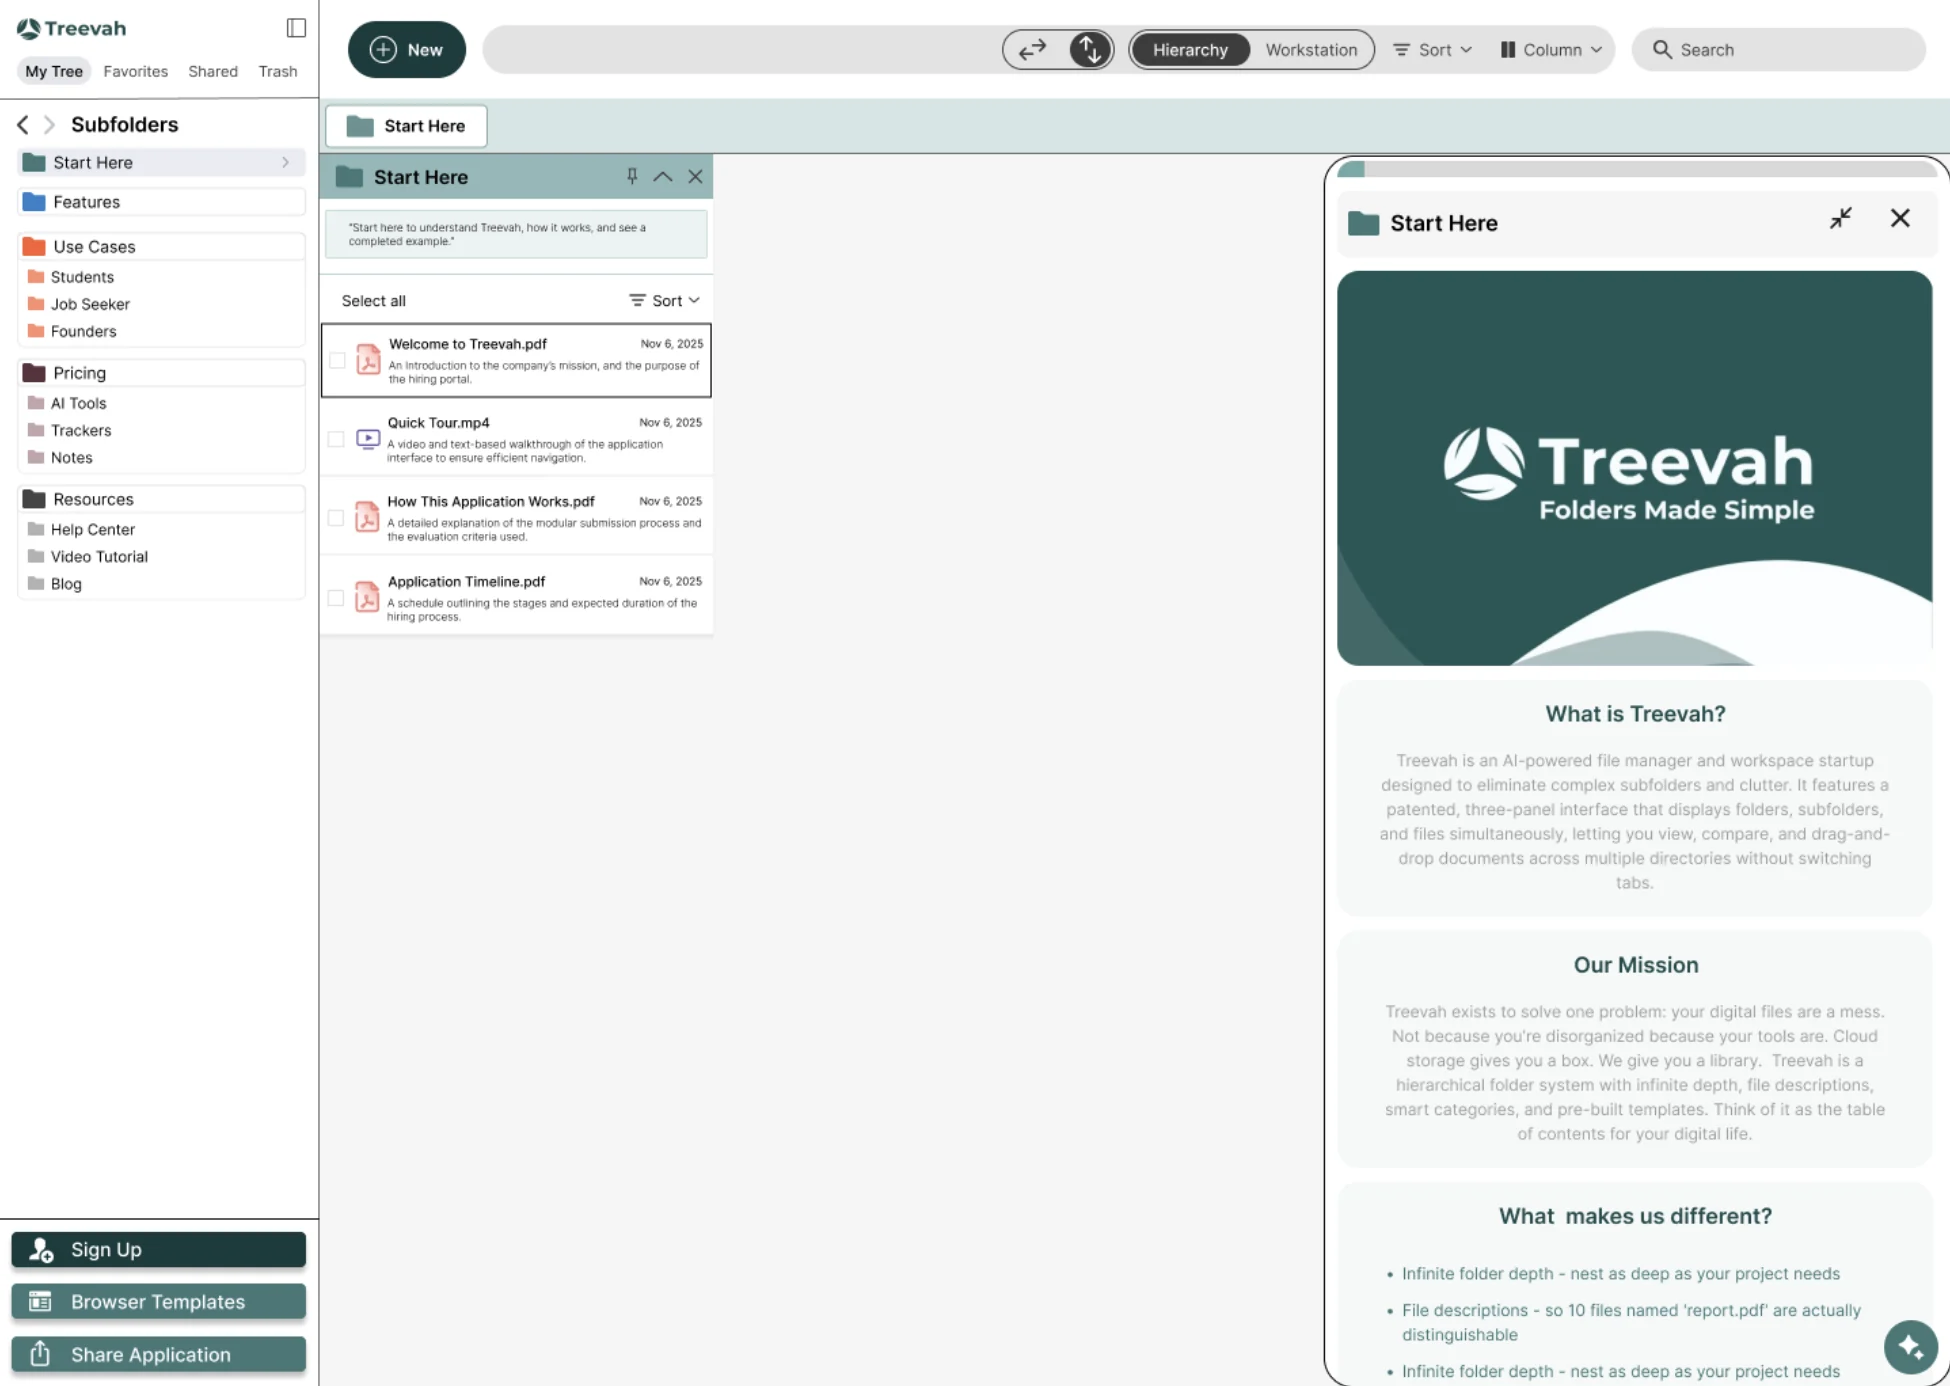 Treevah
My Tree Favorites Shared Trash
Subfolders
Start Here
Features
Use Cases
Students
Job Seeker
Founders
Pricing
AI Tools
Trackers
Notes
Resources
Help Center
Video Tutorial
Blog
Sign Up
Browser Templates
Share Application
New
Hierarchy Workstation Sort Column Search
Start Here
Start Here
"Start here to understand Treevah, how it works, and see a
completed example."
Select all Sort
Welcome to Treevah.pdf Nov 6, 2025
An Introduction to the company's mission, and the purpose of
the hiring portal.
Quick Tour.mp4 Nov 6, 2025
A video and text-based walkthrough of the application
interface to ensure efficient navigation.
How This Application Works.pdf Nov 6, 2025
A detailed explanation of the modular submission process and
the evaluation criteria used.
Application Timeline.pdf Nov 6, 2025
A schedule outlining the stages and expected duration of the
hiring process.
Start Here
Treevah
Folders Made Simple
What is Treevah?
Treevah is an AI-powered file manager and workspace startup
designed to eliminate complex subfolders and clutter. It features a
patented, three-panel interface that displays folders, subfolders,
and files simultaneously, letting you view, compare, and drag-and-
drop documents across multiple directories without switching
tabs.
Our Mission
Treevah exists to solve one problem: your digital files are a mess.
Not because you're disorganized because your tools are. Cloud
storage gives you a box. We give you a library. Treevah is a
hierarchical folder system with infinite depth, file descriptions,
smart categories, and pre-built templates. Think of it as the table
of contents for your digital life.
What makes us different?
• Infinite folder depth - nest as deep as your project needs
• File descriptions - so 10 files named 'report.pdf' are actually
distinguishable
• Infinite folder depth - nest as deep as your project needs